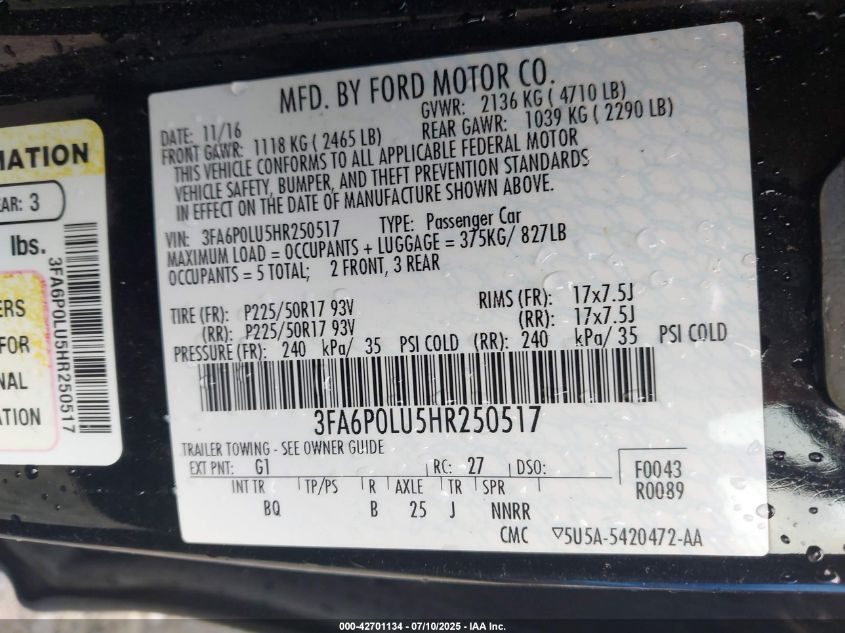 MATION
EAR: 3
lbs.
ERS
FOR
NAL
ATION
3FA6P0LU5HR250517
MFD. BY FORD MOTOR CO.
DATE: 11/16 GVWR: 2136 KG ( 4710 LB)
FRONT GAWR: 1118 KG ( 2465 LB) REAR GAWR: 1039 KG ( 2290 LB)
THIS VEHICLE CONFORMS TO ALL APPLICABLE FEDERAL MOTOR
VEHICLE SAFETY, BUMPER, AND THEFT PREVENTION STANDARDS
IN EFFECT ON THE DATE OF MANUFACTURE SHOWN ABOVE.
VIN: 3FA6P0LU5HR250517 TYPE: Passenger Car
MAXIMUM LOAD = OCCUPANTS + LUGGAGE = 375KG/ 827LB
OCCUPANTS = 5 TOTAL; 2 FRONT, 3 REAR
TIRE (FR): P225/50R17 93V RIMS (FR): 17x7.5J
(RR): P225/50R17 93V (RR): 17x7.5J
PRESSURE (FR): 240 kPa/ 35 PSI COLD (RR): 240 kPa/ 35 PSI COLD
3FA6P0LU5HR250517
TRAILER TOWING - SEE OWNER GUIDE
EXT PNT: G1 RC: 27 DSO: F0043
INT TR TP/PS R AXLE TR SPR R0089
BQ B 25 J NNRR
CMC ▽5U5A-5420472-AA
000-42701134 - 07/10/2025 - IAA Inc.